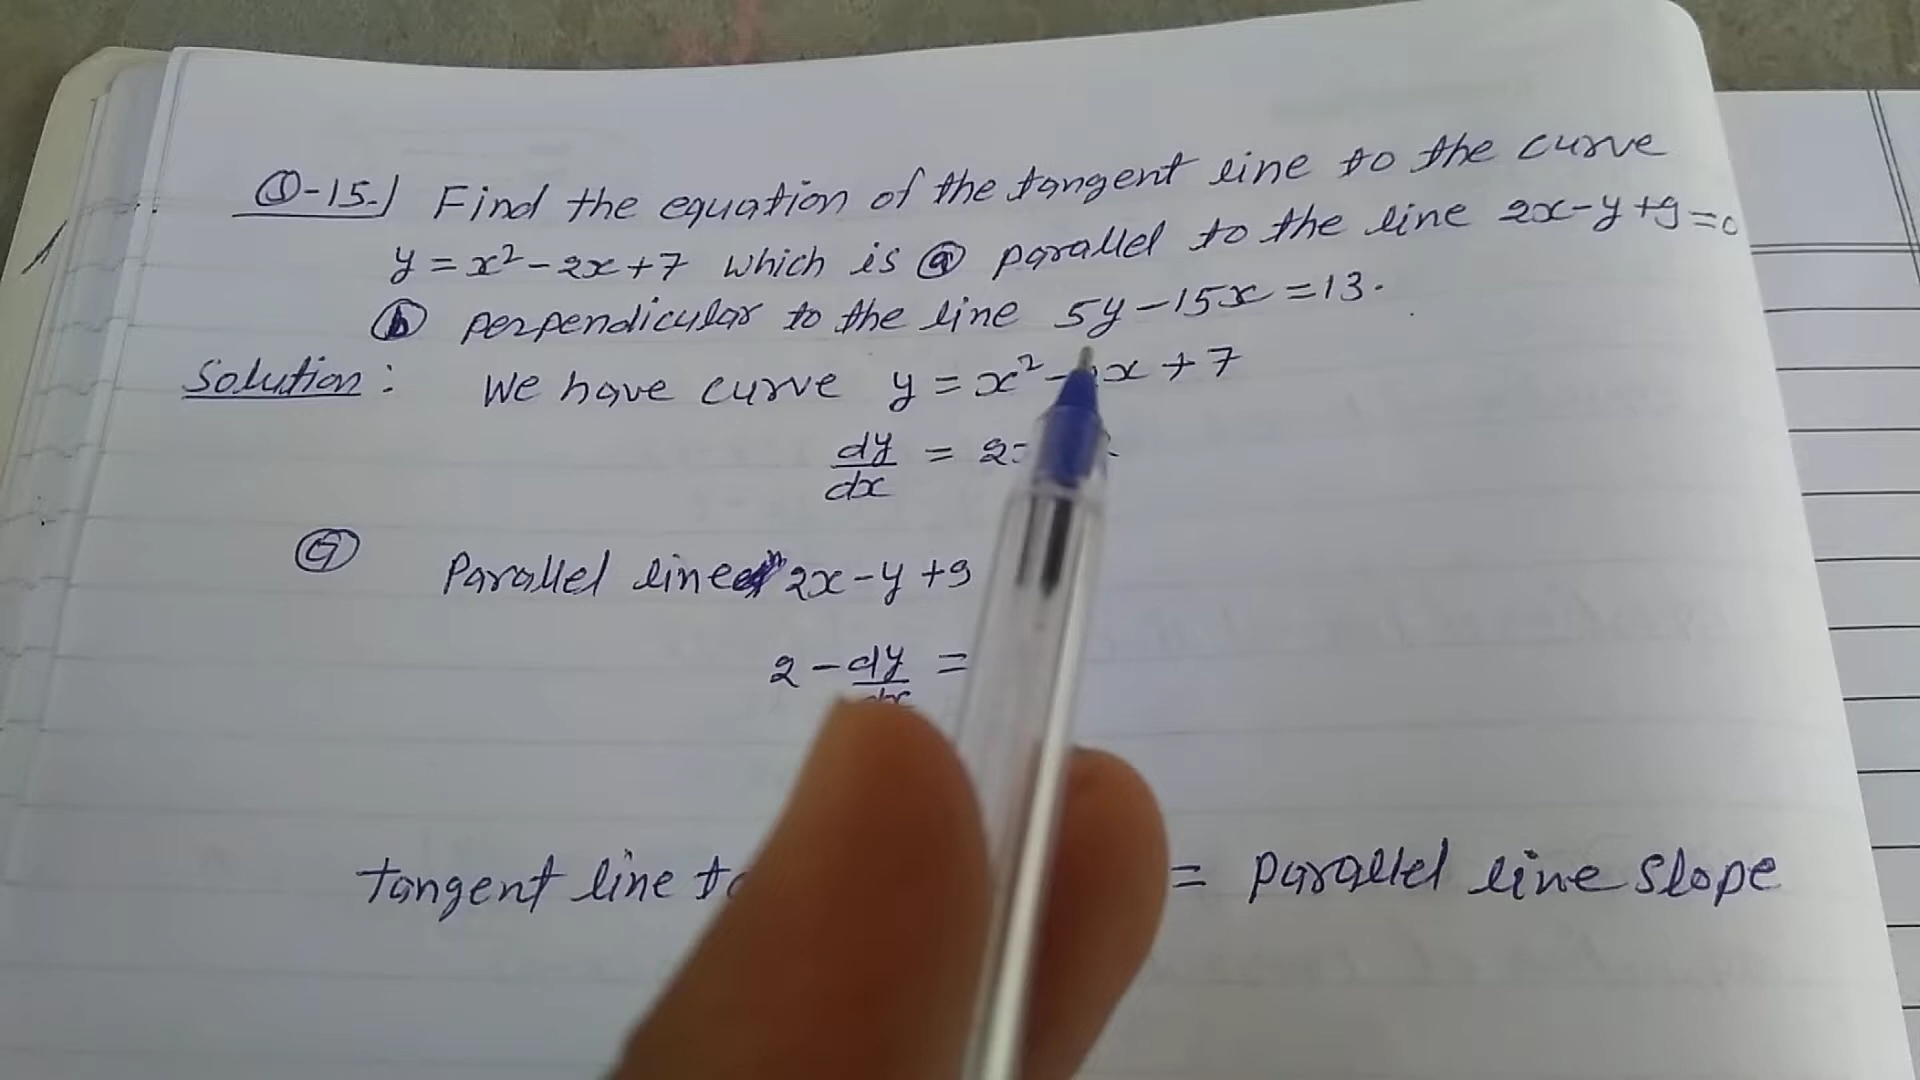 Q-15. Find the equation of the tangent line to the curve
y = x² - 2x + 7 which is ⓐ parallel to the line 2x - y + 9 = 0
ⓑ perpendicular to the line 5y - 15x = 13.
Solution : We have curve y = x² - x + 7
dy/dx = 2
ⓐ Parallel line 2x - y + 9
2 - dy/dx =
tangent line = parallel line slope